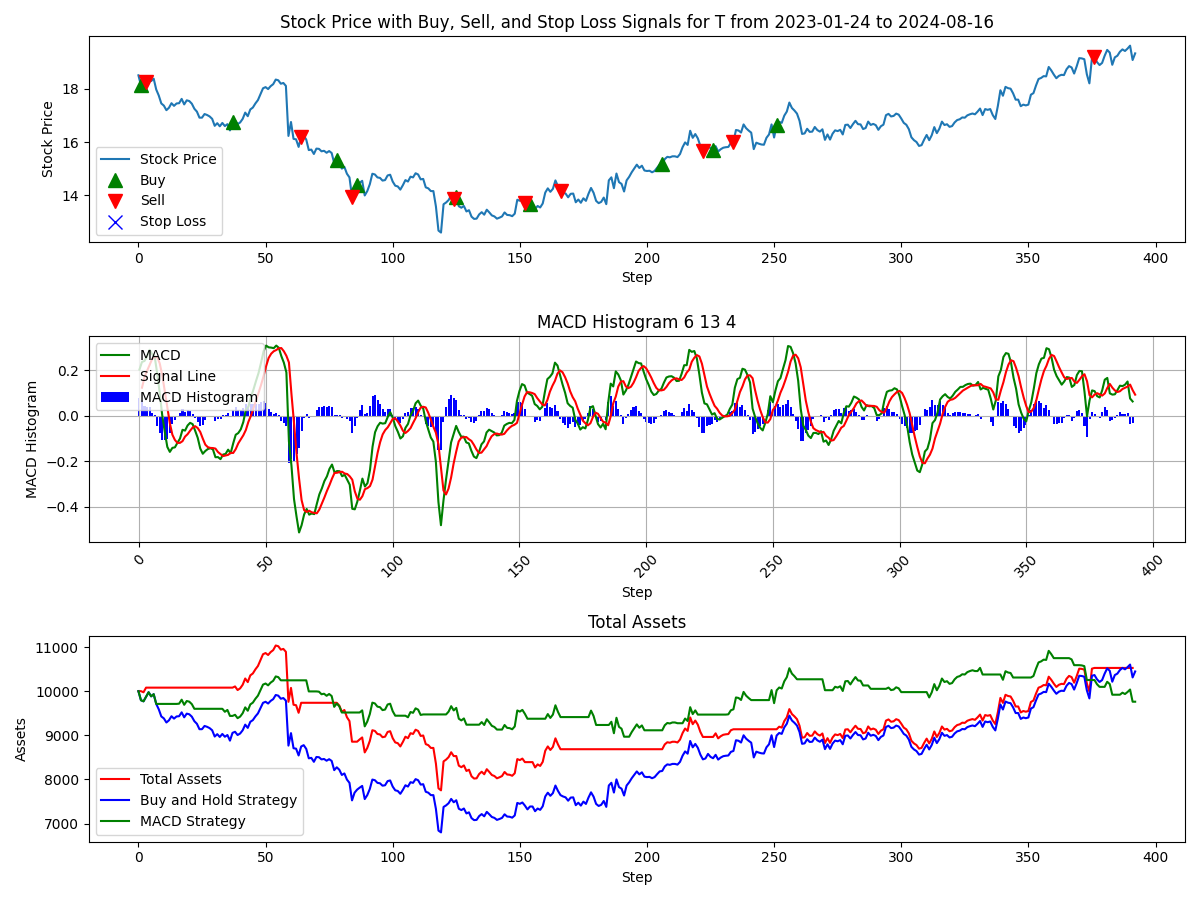 Stock Price with Buy, Sell, and Stop Loss Signals for T from 2023-01-24 to 2024-08-16
Stock Price
18
16
14
Stock Price
Buy
Sell
Stop Loss
0 50 100 150 200 250 300 350 400
Step
MACD Histogram 6 13 4
MACD Histogram
0.2
0.0
−0.2
−0.4
MACD
Signal Line
MACD Histogram
0 50 100 150 200 250 300 350 400
Step
Total Assets
Assets
11000
10000
9000
8000
7000
Total Assets
Buy and Hold Strategy
MACD Strategy
0 50 100 150 200 250 300 350 400
Step